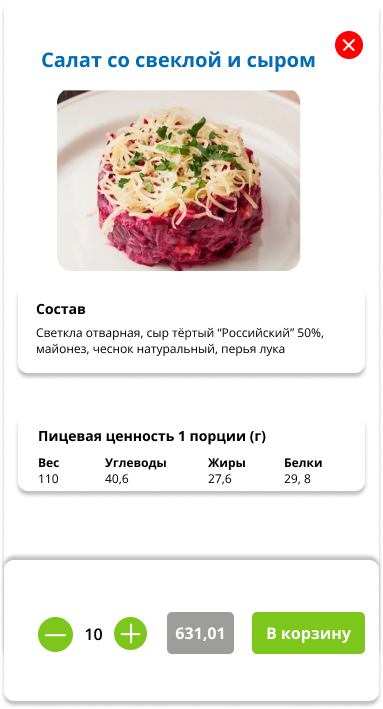 Салат со свеклой и сыром
Состав
Светкла отварная, сыр тёртый “Российский” 50%,
майонез, чеснок натуральный, перья лука
Пицевая ценность 1 порции (г)
Вес Углеводы Жиры Белки
110 40,6 27,6 29, 8
10 631,01 В корзину